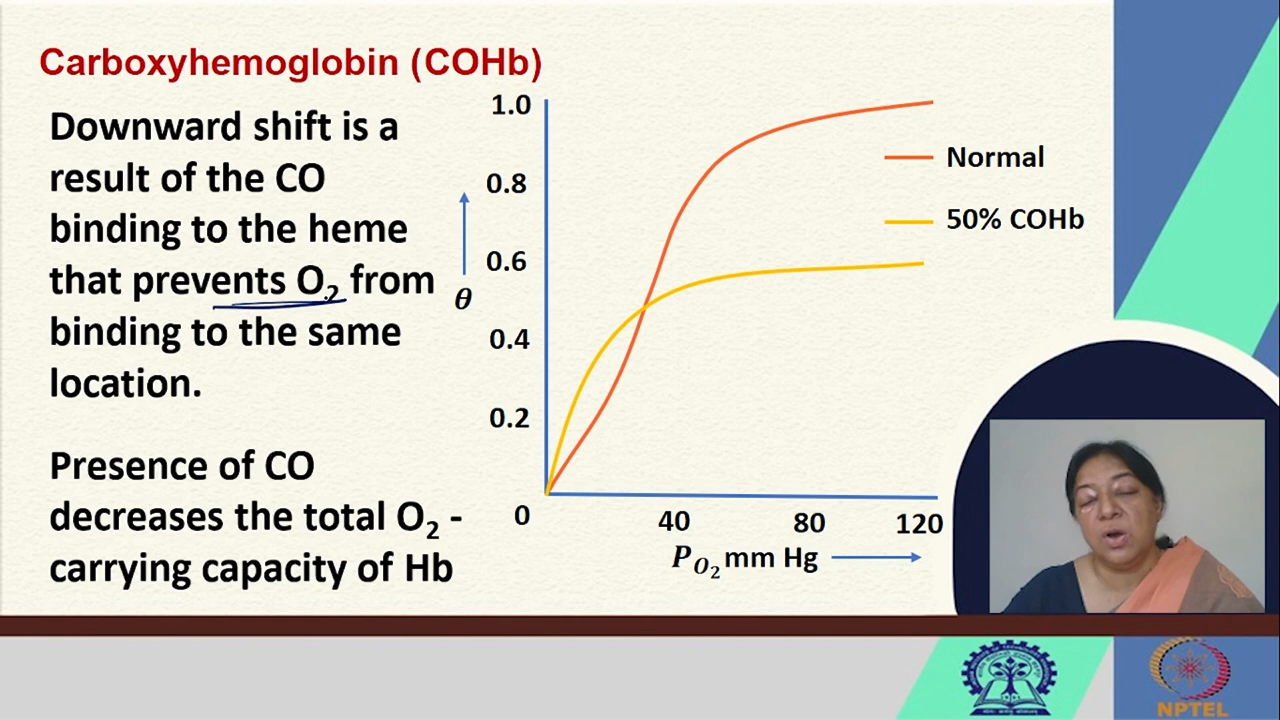 Carboxyhemoglobin (COHb)
Downward shift is a
result of the CO
binding to the heme
that prevents O₂ from
binding to the same
location.
Presence of CO
decreases the total O₂ -
carrying capacity of Hb
1.0
0.8
0.6
θ
0.4
0.2
0
40 80 120
P_O₂ mm Hg
Normal
50% COHb
NPTEL